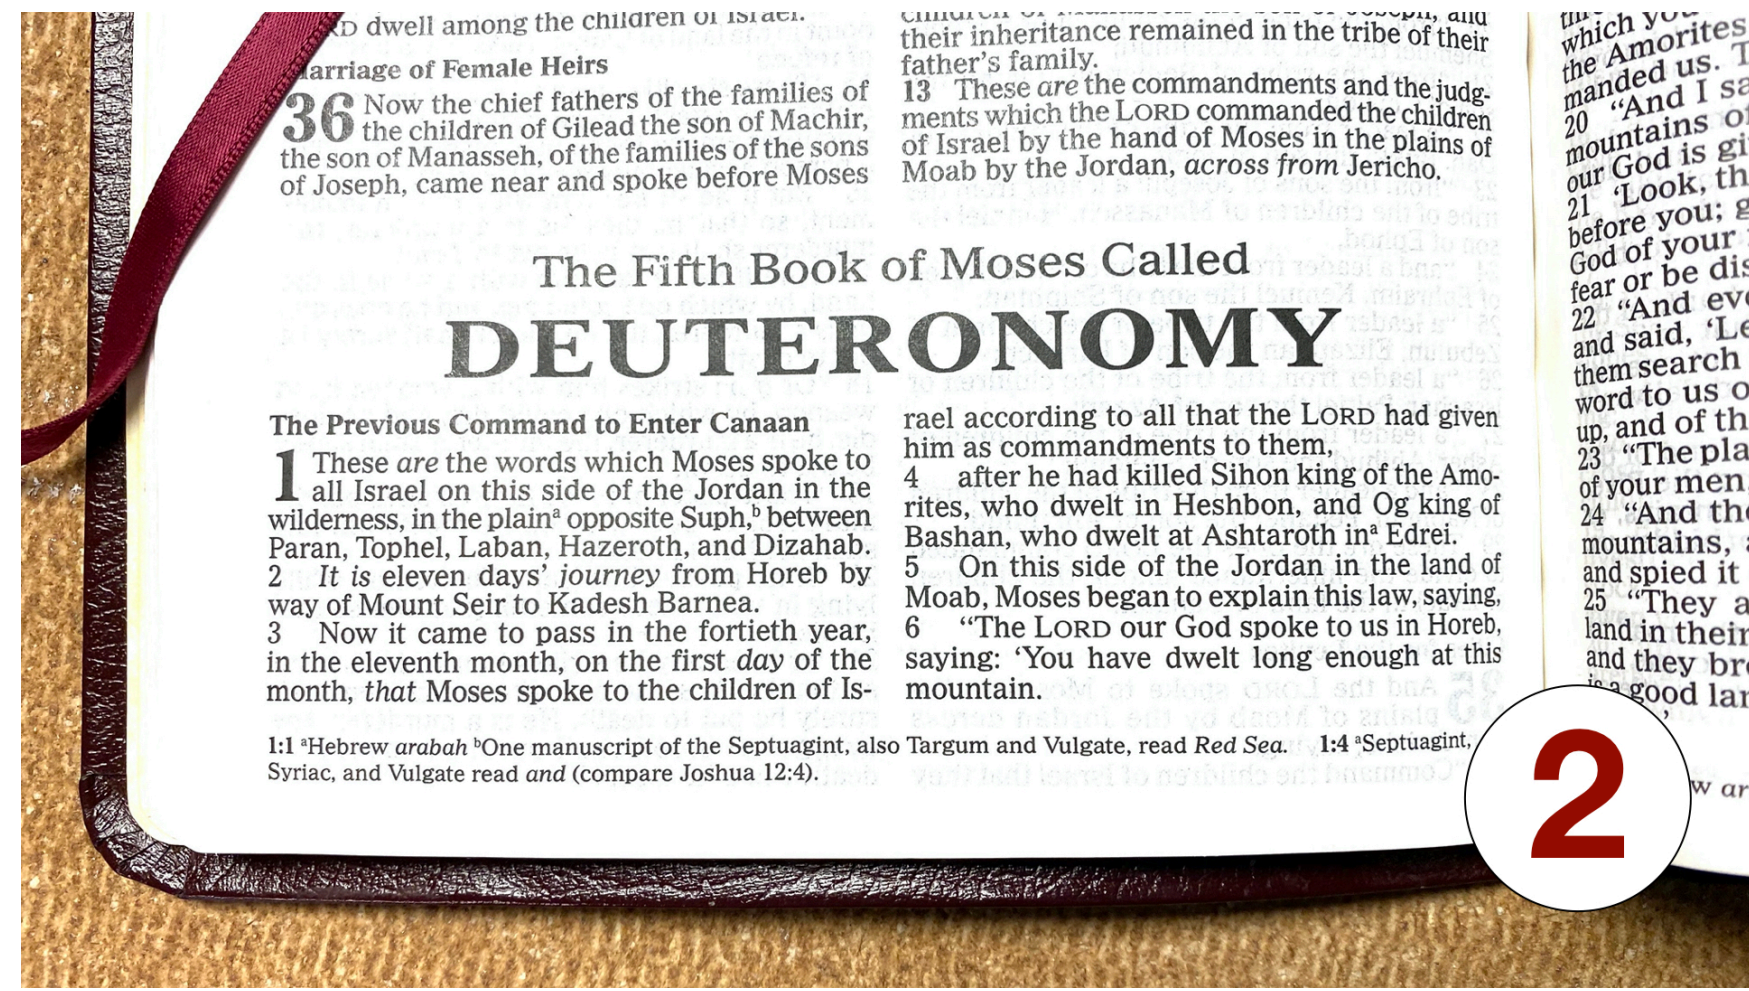 RD dwell among the children of Israel.
arriage of Female Heirs
36 Now the chief fathers of the families of
the children of Gilead the son of Machir,
the son of Manasseh, of the families of the sons
of Joseph, came near and spoke before Moses
children of Manasseh the son of Joseph, and
their inheritance remained in the tribe of their
father's family.
13 These are the commandments and the judg-
ments which the LORD commanded the children
of Israel by the hand of Moses in the plains of
Moab by the Jordan, across from Jericho.
The Fifth Book of Moses Called
DEUTERONOMY
The Previous Command to Enter Canaan
1 These are the words which Moses spoke to
all Israel on this side of the Jordan in the
wilderness, in the plainᵃ opposite Suph,ᵇ between
Paran, Tophel, Laban, Hazeroth, and Dizahab.
2 It is eleven days' journey from Horeb by
way of Mount Seir to Kadesh Barnea.
3 Now it came to pass in the fortieth year,
in the eleventh month, on the first day of the
month, that Moses spoke to the children of Is-
rael according to all that the LORD had given
him as commandments to them,
4 after he had killed Sihon king of the Amo-
rites, who dwelt in Heshbon, and Og king of
Bashan, who dwelt at Ashtaroth inᵃ Edrei.
5 On this side of the Jordan in the land of
Moab, Moses began to explain this law, saying,
6 “The LORD our God spoke to us in Horeb,
saying: ‘You have dwelt long enough at this
mountain.
1:1 ᵃHebrew arabah ᵇOne manuscript of the Septuagint, also Targum and Vulgate, read Red Sea. 1:4 ᵃSeptuagint,
Syriac, and Vulgate read and (compare Joshua 12:4).
which you
the Amorites
manded us. T
20 “And I sa
mountains of
our God is gi
21 ‘Look, th
before you; g
God of your
fear or be dis
22 “And eve
and said, ‘Le
them search
word to us o
up, and of th
23 “The pla
of your men,
24 “And the
mountains, a
and spied it
25 “They a
land in their
and they bro
is a good lan
w ar
2